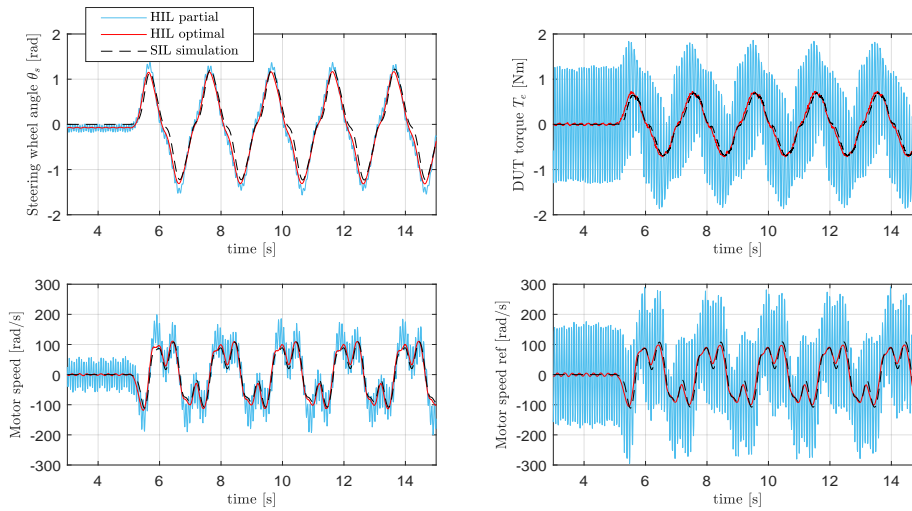 HIL partial
HIL optimal
SIL simulation
Steering wheel angle θs [rad]
2
1
0
-1
-2
4 6 8 10 12 14
time [s]
DUT torque Te [Nm]
2
1
0
-1
-2
4 6 8 10 12 14
time [s]
Motor speed [rad/s]
300
200
100
0
-100
-200
-300
4 6 8 10 12 14
time [s]
Motor speed ref [rad/s]
300
200
100
0
-100
-200
-300
4 6 8 10 12 14
time [s]